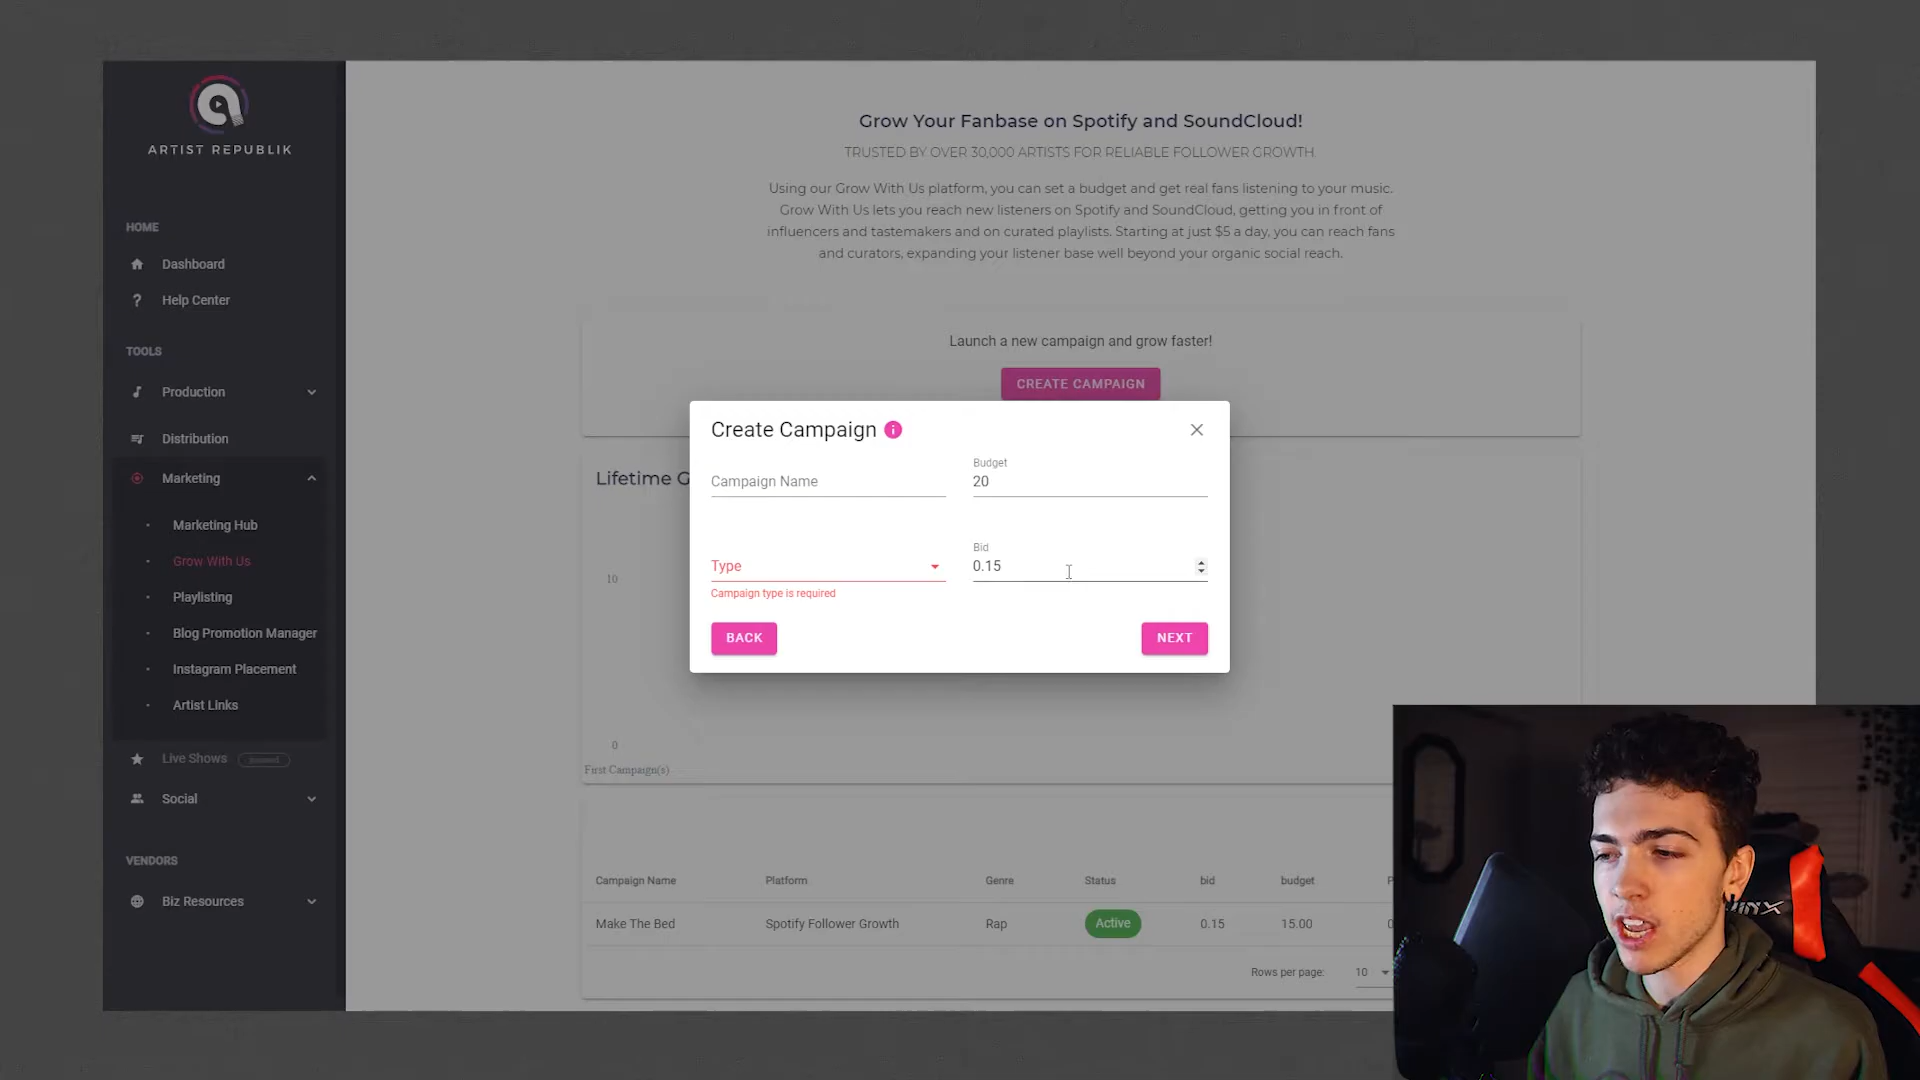 ARTIST REPUBLIK
HOME
Dashboard
? Help Center
TOOLS
Production
Distribution
Marketing
Marketing Hub
Grow With Us
Playlisting
Blog Promotion Manager
Instagram Placement
Artist Links
Live Shows
Social
VENDORS
Biz Resources
Grow Your Fanbase on Spotify and SoundCloud!
TRUSTED BY OVER 30,000 ARTISTS FOR RELIABLE FOLLOWER GROWTH
Using our Grow With Us platform, you can set a budget and get real fans listening to your music.
Grow With Us lets you reach new listeners on Spotify and SoundCloud, getting you in front of
influencers and tastemakers and on curated playlists. Starting at just $5 a day, you can reach fans
and curators, expanding your listener base well beyond your organic social reach.
Launch a new campaign and grow faster!
CREATE CAMPAIGN
Lifetime G
10
0
First Campaign(s)
Create Campaign i
Campaign Name
Budget
20
Type
Campaign type is required
Bid
0.15
BACK
NEXT
Campaign Name Platform Genre Status bid budget P
Make The Bed Spotify Follower Growth Rap Active 0.15 15.00 0
Rows per page: 10